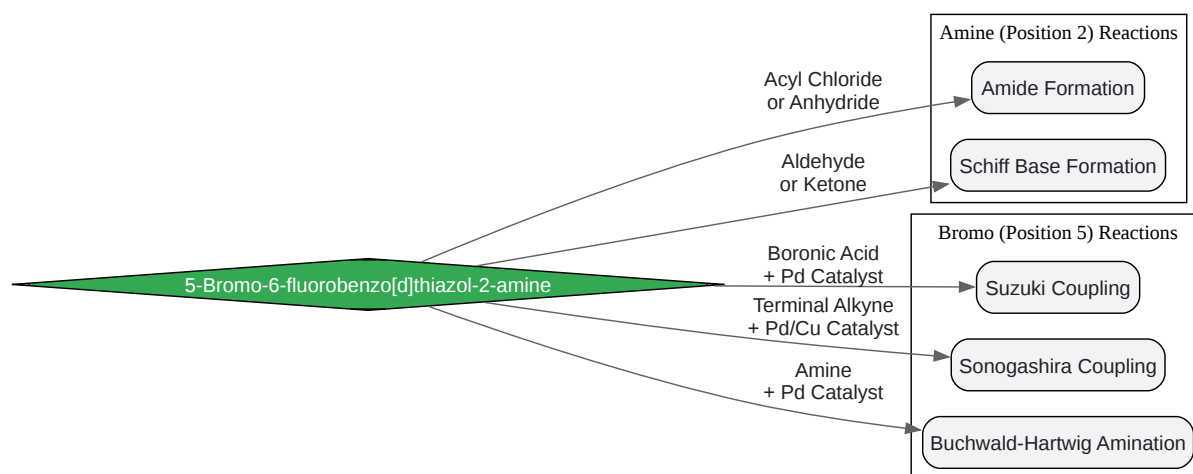 Amine (Position 2) Reactions
Acyl Chloride
or Anhydride
Amide Formation
Aldehyde
or Ketone
Schiff Base Formation
Bromo (Position 5) Reactions
5-Bromo-6-fluorobenzo[d]thiazol-2-amine
Boronic Acid
+ Pd Catalyst
Suzuki Coupling
Terminal Alkyne
+ Pd/Cu Catalyst
Sonogashira Coupling
Amine
+ Pd Catalyst
Buchwald-Hartwig Amination